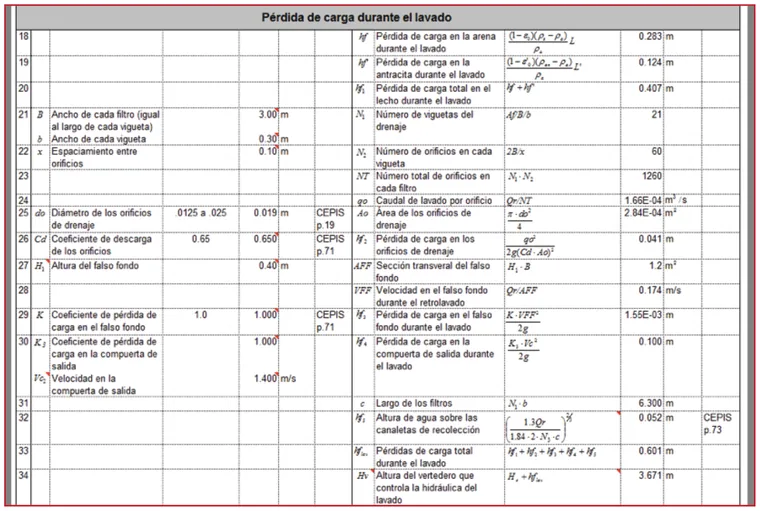 Pérdida de carga durante el lavado
18 hf Pérdida de carga en la arena (1-e₀)(ρs-ρa)/ρa L 0.283 m
durante el lavado
19 hf' Pérdida de carga en la (1-e'₀)(ρan-ρa)/ρa L' 0.124 m
antracita durante el lavado
20 hf₁ Pérdida de carga total en el hf + hf' 0.407 m
lecho durante el lavado
21 B Ancho de cada filtro (igual 3.00 m N₁ Número de viguetas del Af/B/b 21
al largo de cada vigueta) drenaje
b Ancho de cada vigueta 0.30 m
22 x Espaciamiento entre 0.10 m N₂ Número de orificios en cada 2B/x 60
orificios vigueta
23 NT Número total de orificios en N₁·N₂ 1260
cada filtro
24 qo Caudal de lavado por orificio Qr/NT 1.66E-04 m³/s
25 do Diámetro de los orificios .0125 a .025 0.019 m CEPIS Ao Área de los orificios de π·do²/4 2.84E-04 m²
de drenaje p.19 drenaje
26 Cd Coeficiente de descarga 0.65 0.650 CEPIS hf₂ Pérdida de carga en los qo²/2g(Cd·Ao)² 0.041 m
de los orificios p.71 orificios de drenaje
27 H₁ Altura del falso fondo 0.40 m AFF Sección transveral del falso H₁·B 1.2 m²
fondo
28 VFF Velocidad en el falso fondo Qr/AFF 0.174 m/s
durante el retrolavado
29 K Coeficiente de pérdida de 1.0 1.000 CEPIS hf₃ Pérdida de carga en el falso K·VFF²/2g 1.55E-03 m
carga en el falso fondo p.71 fondo durante el lavado
30 K₃ Coeficiente de pérdida de 1.000 hf₄ Pérdida de carga en la K₃·Vc²/2g 0.100 m
carga en la compuerta de compuerta de salida durante
salida el lavado
Vc₂ Velocidad en la 1.400 m/s
compuerta de salida
31 c Largo de los filtros N₁·b 6.300 m
32 Altura de agua sobre las (1.3Qr/1.84·2·N₃·c)^⅔ 0.052 m CEPIS
canaletas de recolección p.73
33 Pérdidas de carga total hf₁+hf₂+hf₃+hf₄+hf₅ 0.601 m
durante el lavado
34 Hv Altura del vertedero que 3.671 m
controla la hidráulica del
lavado